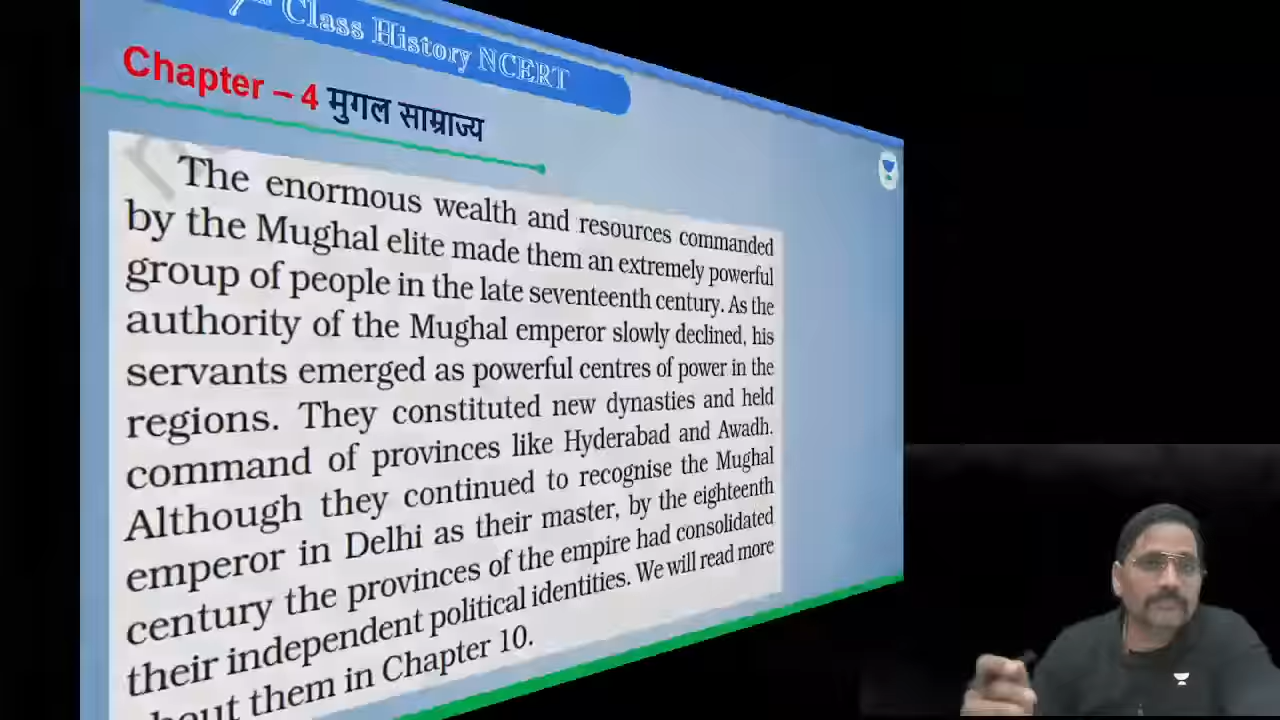 Class History NCERT
Chapter – 4 मुगल साम्राज्य
The enormous wealth and resources commanded
by the Mughal elite made them an extremely powerful
group of people in the late seventeenth century. As the
authority of the Mughal emperor slowly declined, his
servants emerged as powerful centres of power in the
regions. They constituted new dynasties and held
command of provinces like Hyderabad and Awadh.
Although they continued to recognise the Mughal
emperor in Delhi as their master, by the eighteenth
century the provinces of the empire had consolidated
their independent political identities. We will read more
them in Chapter 10.